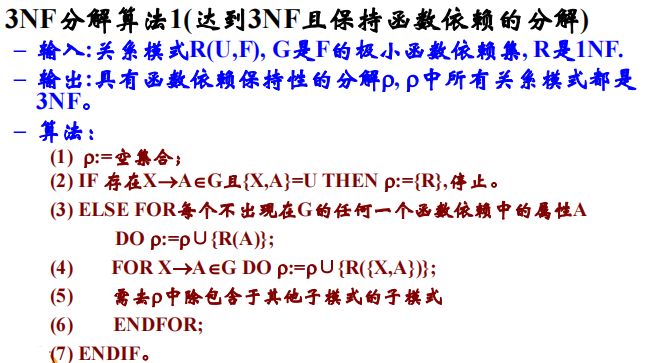 3NF分解算法1(达到3NF且保持函数依赖的分解)
– 输入:关系模式R(U,F), G是F的极小函数依赖集, R是1NF.
– 输出:具有函数依赖保持性的分解ρ, ρ中所有关系模式都是
3NF。
– 算法:
(1) ρ:=空集合;
(2) IF 存在X→A∈G且{X,A}=U THEN ρ:={R},停止。
(3) ELSE FOR每个不出现在G的任何一个函数依赖中的属性A
DO ρ:=ρ∪{R(A)};
(4) FOR X→A∈G DO ρ:=ρ∪{R({X,A})};
(5) 需去ρ中除包含于其他子模式的子模式
(6) ENDFOR;
(7) ENDIF。